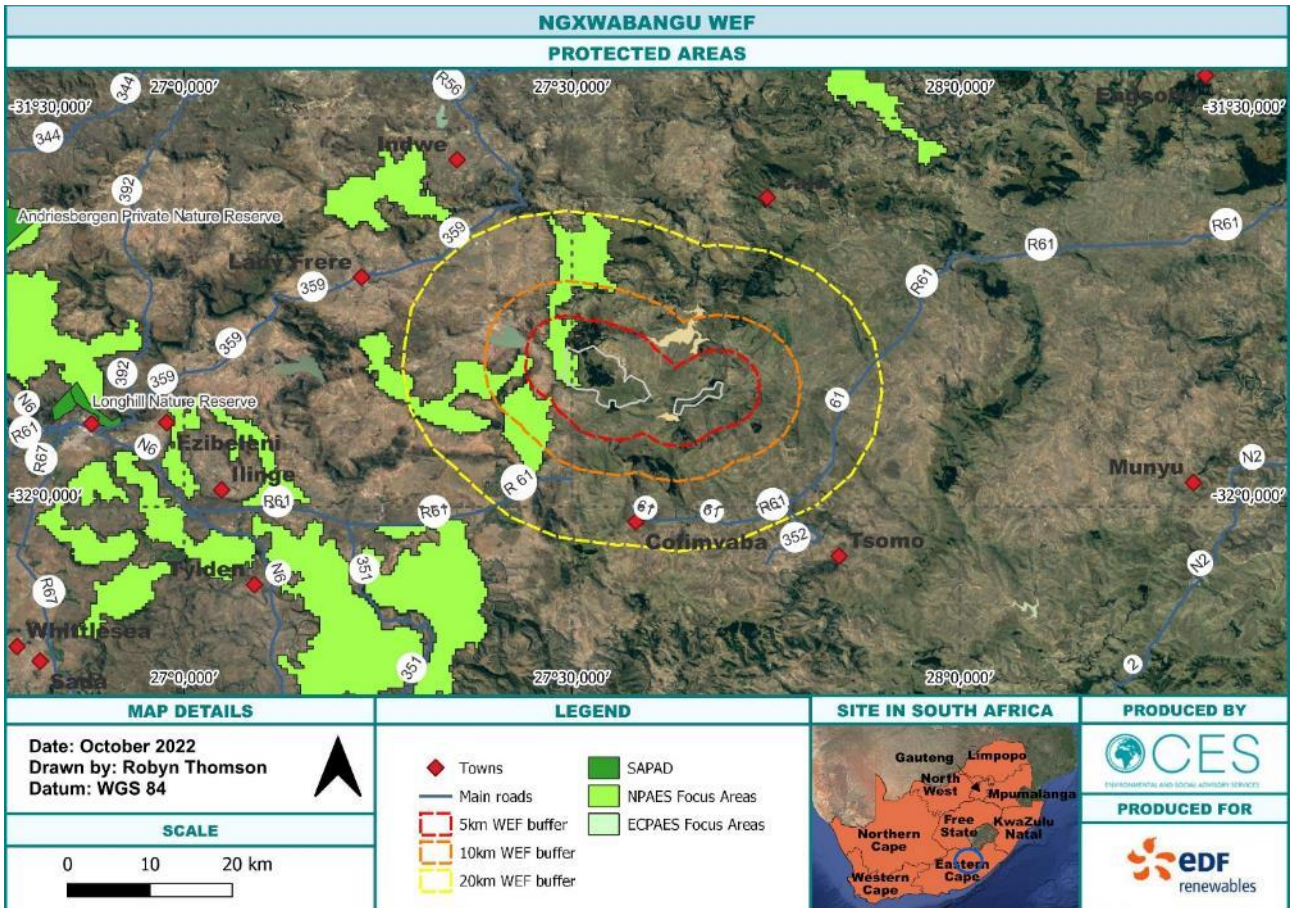 NGXWABANGU WEF
PROTECTED AREAS
27°0,000'
27°30,000'
28°0,000'
-31°30,000'
-31°30,000'
344
344
R56
392
Indwe
Andriesbergen Private Nature Reserve
359
R61
R61
R61
Lady Frere
359
359
392
359
Longhill Nature Reserve
N6
R61
R67
N6
Ezibeleni
Ilinge
61
Munyu
N2
-32°0,000'
-32°0,000'
R61
R61
R 61
61
61
R61
Cofimvaba
352
Tsomo
Tylden
N6
351
R67
N2
Whittlesea
Sada
351
2
27°0,000'
27°30,000'
28°0,000'
MAP DETAILS
Date: October 2022
Drawn by: Robyn Thomson
Datum: WGS 84
SCALE
0 10 20 km
LEGEND
Towns
Main roads
5km WEF buffer
10km WEF buffer
20km WEF buffer
SAPAD
NPAES Focus Areas
ECPAES Focus Areas
SITE IN SOUTH AFRICA
Limpopo
Gauteng
North West
Mpumalanga
Free State
KwaZulu Natal
Northern Cape
Eastern Cape
Western Cape
PRODUCED BY
CES
ENVIRONMENTAL AND SOCIAL ADVISORY SERVICES
PRODUCED FOR
eDF
renewables